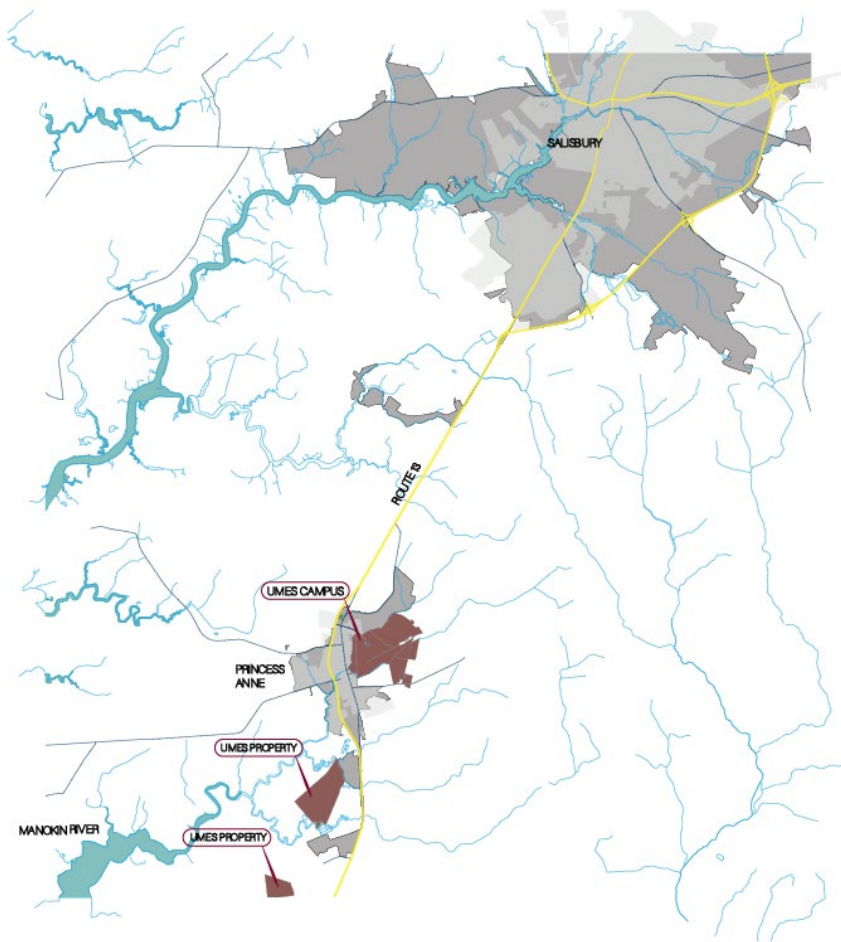 SALISBURY
ROUTE 13
UMES CAMPUS
PRINCESS
ANNE
UMES PROPERTY
MANOKIN RIVER
UMES PROPERTY